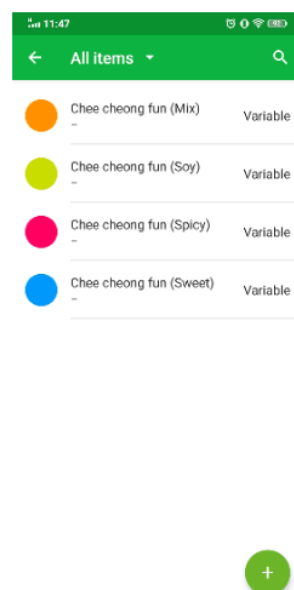 11:47
All items
Chee cheong fun (Mix)
–
Variable
Chee cheong fun (Soy)
–
Variable
Chee cheong fun (Spicy)
–
Variable
Chee cheong fun (Sweet)
–
Variable
+